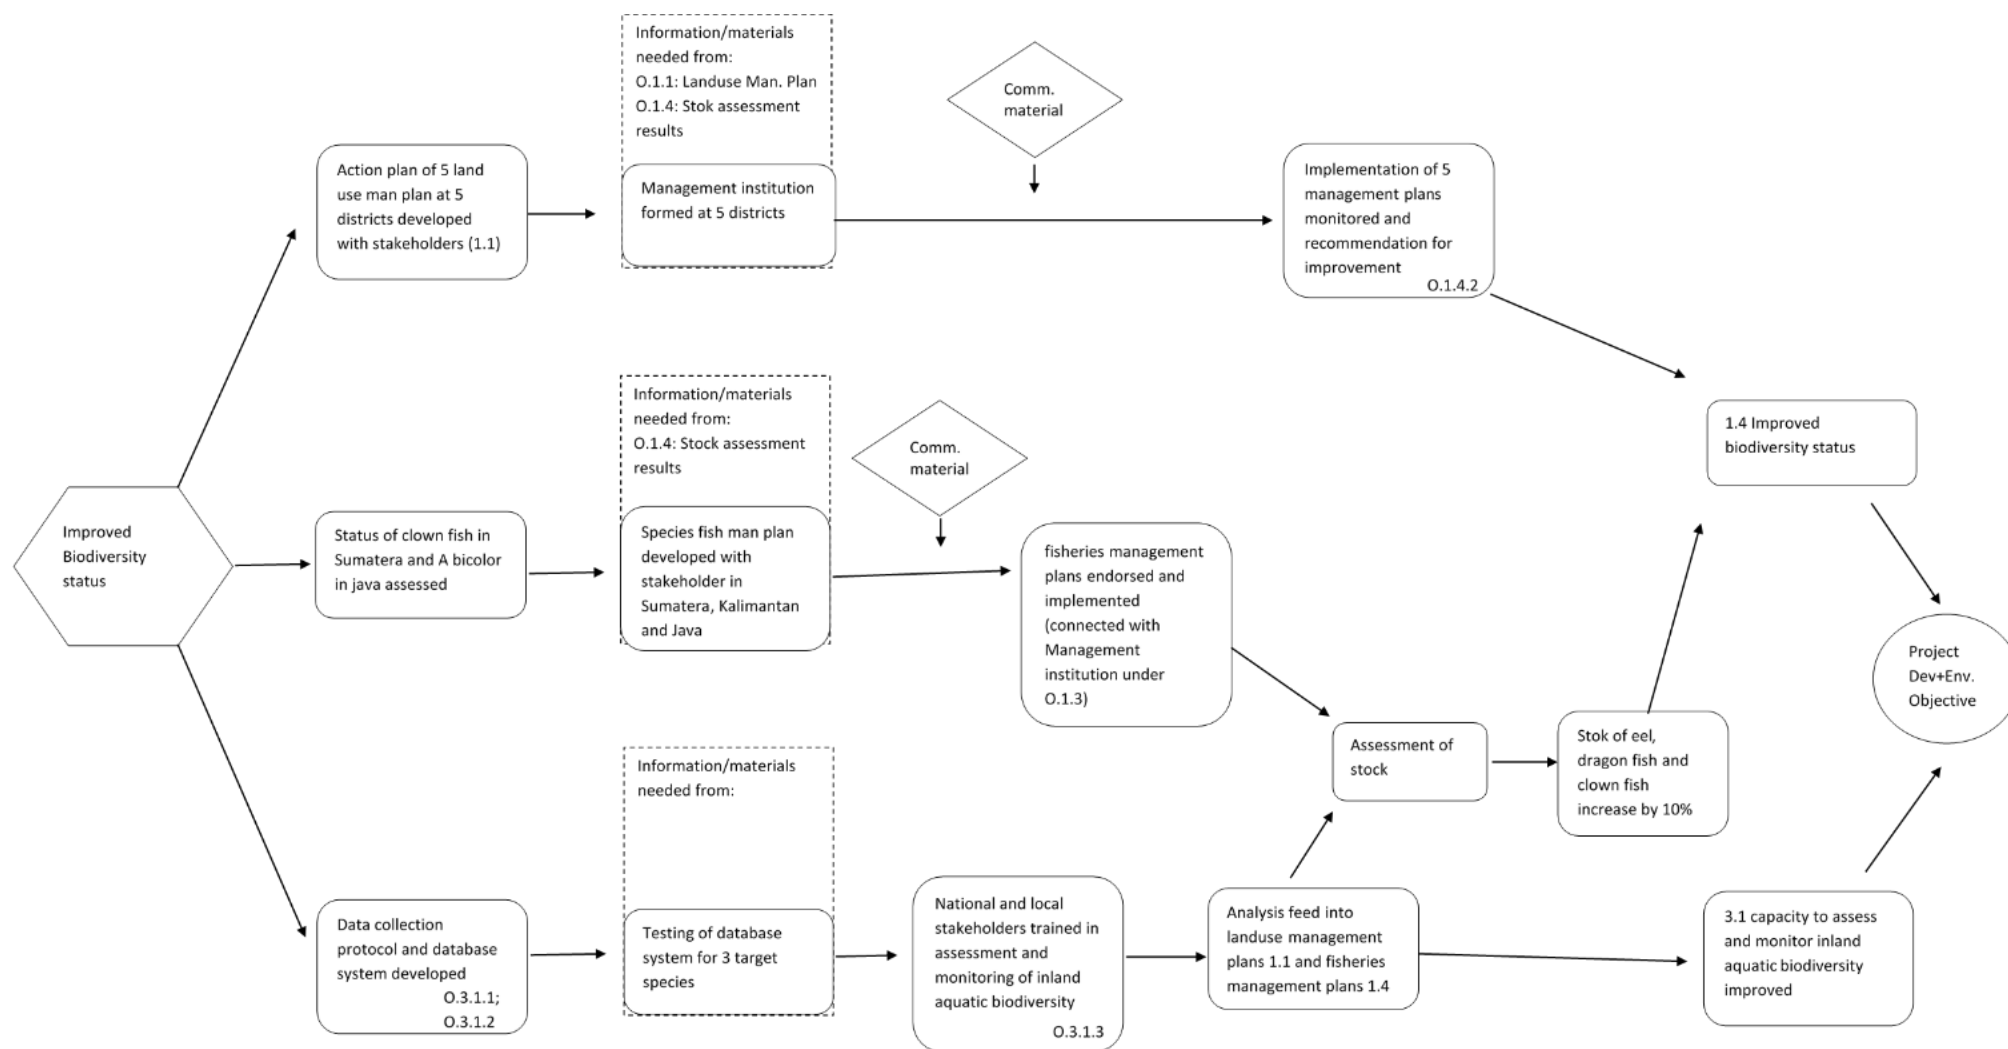 Information/materials
needed from:
O.1.1: Landuse Man. Plan
O.1.4: Stok assessment
results
Comm.
material
Action plan of 5 land
use man plan at 5
districts developed
with stakeholders (1.1)
Management institution
formed at 5 districts
Implementation of 5
management plans
monitored and
recommendation for
improvement
O.1.4.2
Information/materials
needed from:
O.1.4: Stock assessment
results
Comm.
material
1.4 Improved
biodiversity status
Improved
Biodiversity
status
Status of clown fish in
Sumatera and A bicolor
in java assessed
Species fish man plan
developed with
stakeholder in
Sumatera, Kalimantan
and Java
fisheries management
plans endorsed and
implemented
(connected with
Management
institution under
O.1.3)
Project
Dev+Env.
Objective
Assessment of
stock
Stok of eel,
dragon fish and
clown fish
increase by 10%
Information/materials
needed from:
Data collection
protocol and database
system developed
O.3.1.1;
O.3.1.2
Testing of database
system for 3 target
species
National and local
stakeholders trained in
assessment and
monitoring of inland
aquatic biodiversity
O.3.1.3
Analysis feed into
landuse management
plans 1.1 and fisheries
management plans 1.4
3.1 capacity to assess
and monitor inland
aquatic biodiversity
improved